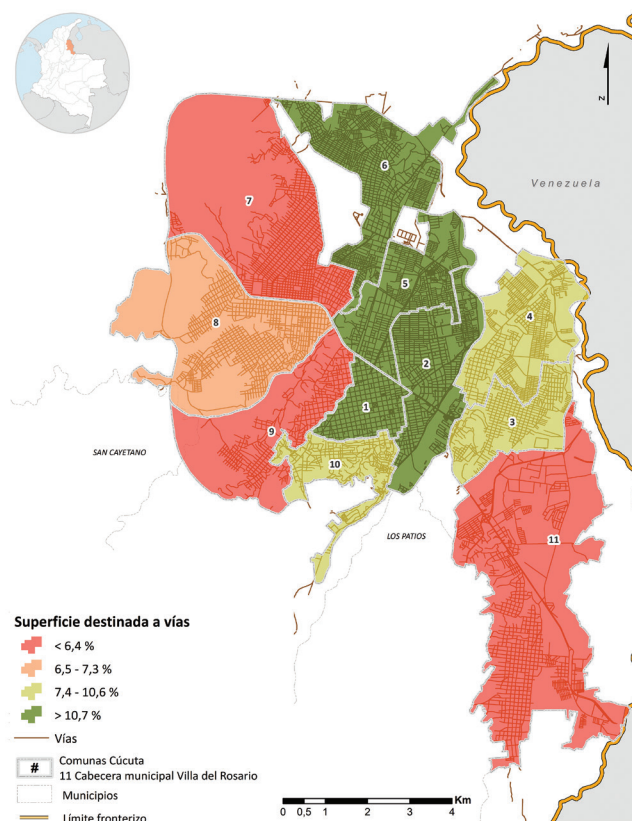 N
Venezuela
6
7
5
4
8
2
1
3
9
10
11
SAN CAYETANO
LOS PATIOS
Superficie destinada a vías
< 6,4 %
6,5 - 7,3 %
7,4 - 10,6 %
> 10,7 %
Vías
# Comunas Cúcuta
11 Cabecera municipal Villa del Rosario
Municipios
Límite fronterizo
0 0,5 1 2 3 4 Km